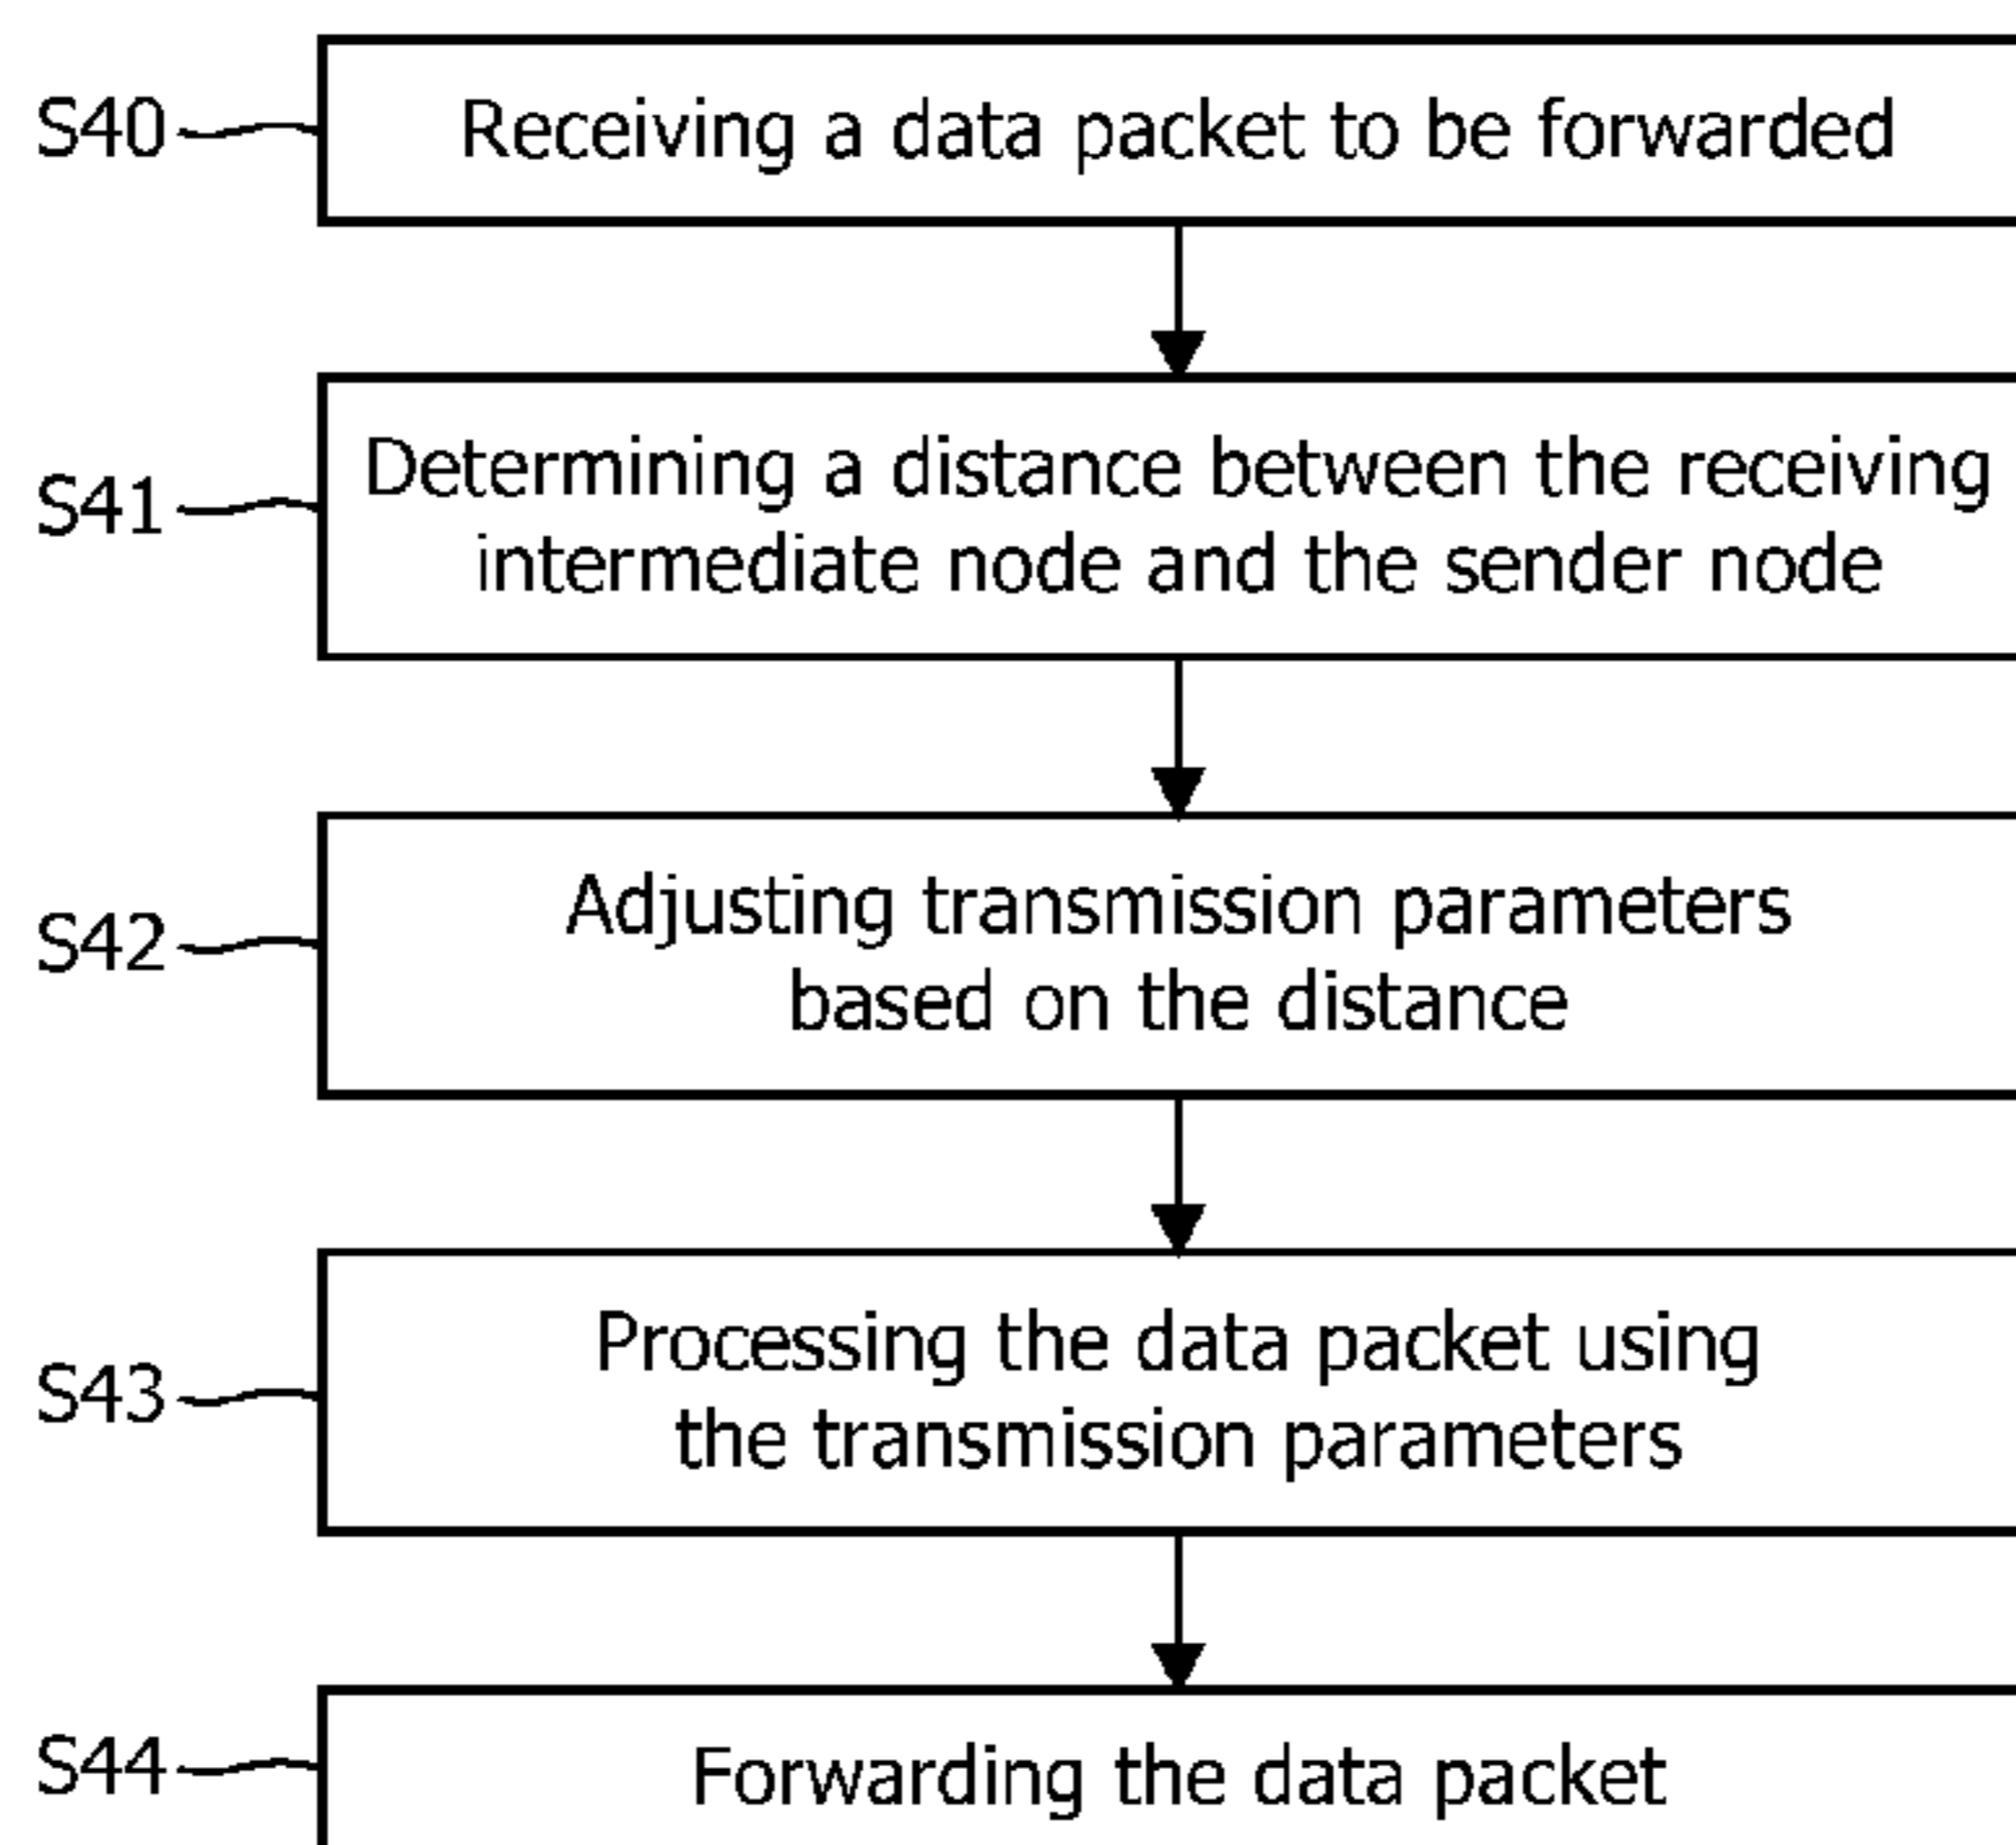 S40
Receiving a data packet to be forwarded
S41
Determining a distance between the receiving
intermediate node and the sender node
S42
Adjusting transmission parameters
based on the distance
S43
Processing the data packet using
the transmission parameters
S44
Forwarding the data packet